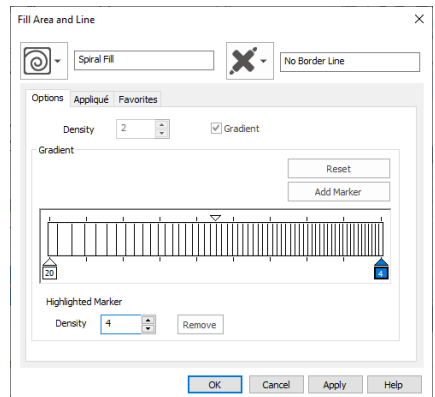 Fill Area and Line
Spiral Fill
No Border Line
Options Appliqué Favorites
Density 2 Gradient
Gradient
Reset
Add Marker
20 4
Highlighted Marker
Density 4 Remove
OK Cancel Apply Help